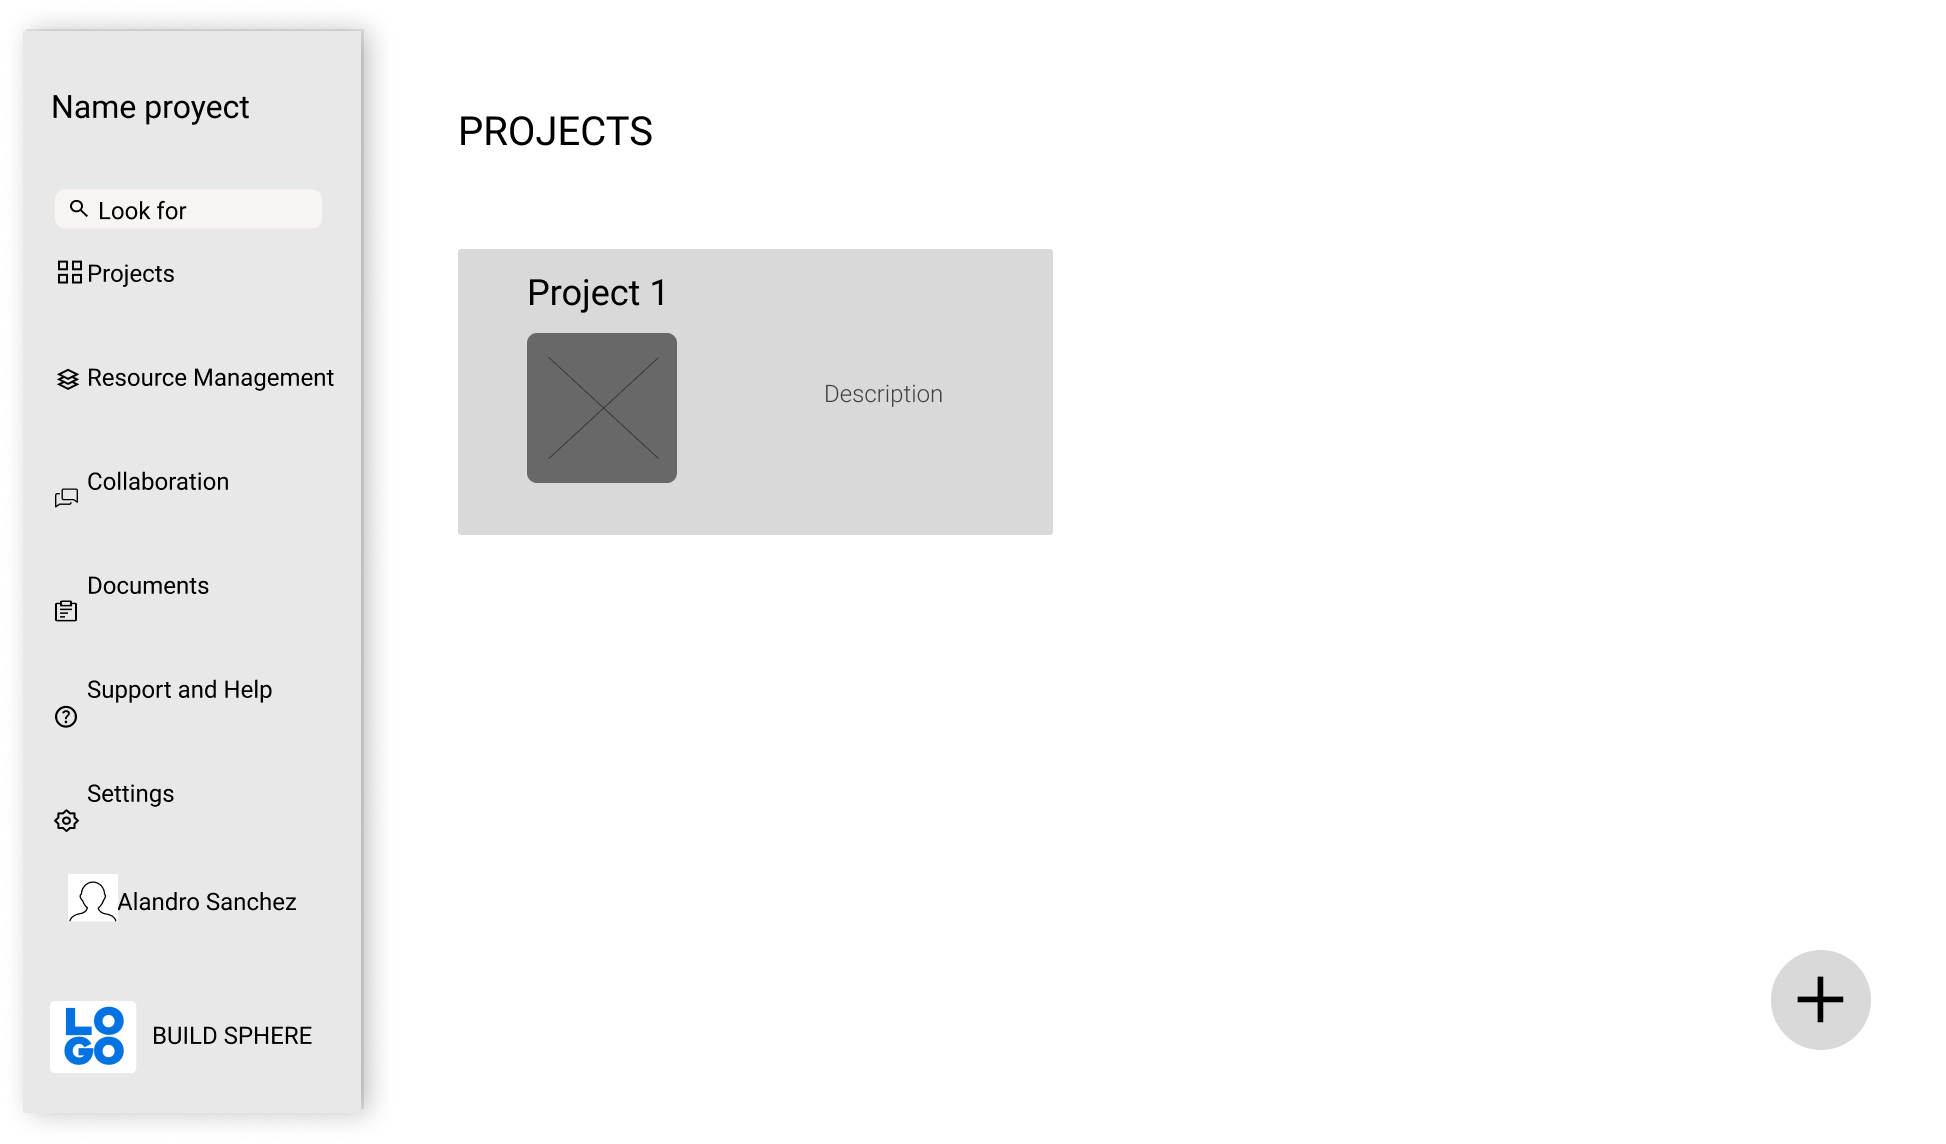 Name proyect
Look for
Projects
Resource Management
Collaboration
Documents
Support and Help
Settings
Alandro Sanchez
LO
GO
BUILD SPHERE
PROJECTS
Project 1
Description